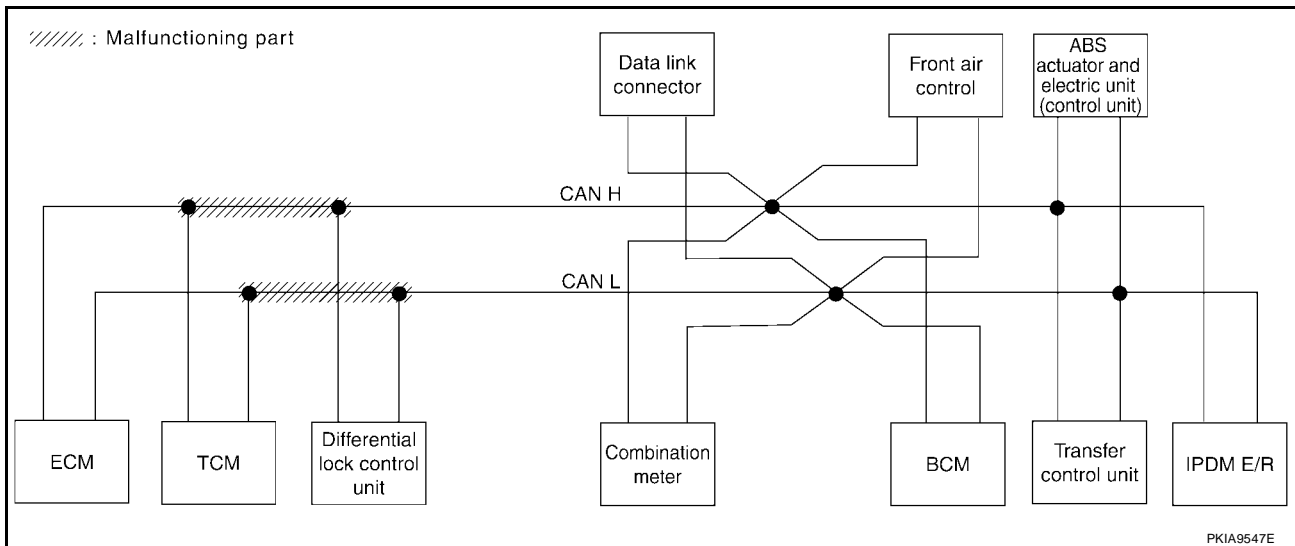 : Malfunctioning part
Data link
connector
Front air
control
ABS
actuator and
electric unit
(control unit)
CAN H
CAN L
ECM
TCM
Differential
lock control
unit
Combination
meter
BCM
Transfer
control unit
IPDM E/R
PKIA9547E